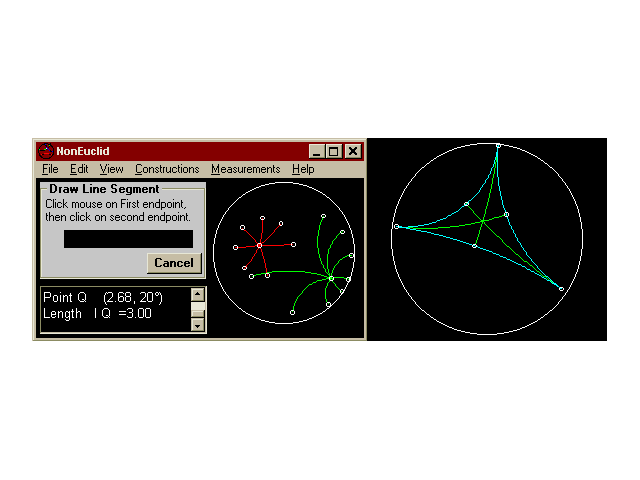 NonEuclid
File Edit View Constructions Measurements Help
Draw Line Segment
Click mouse on First endpoint,
then click on second endpoint.
Cancel
Point Q (2.68, 20°)
Length I Q =3.00